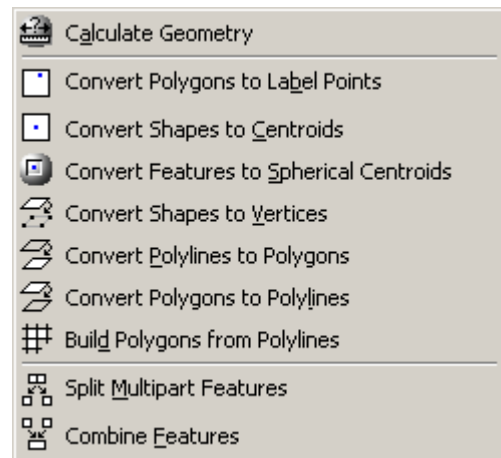 Calculate Geometry
Convert Polygons to Label Points
Convert Shapes to Centroids
Convert Features to Spherical Centroids
Convert Shapes to Vertices
Convert Polylines to Polygons
Convert Polygons to Polylines
Build Polygons from Polylines
Split Multipart Features
Combine Features